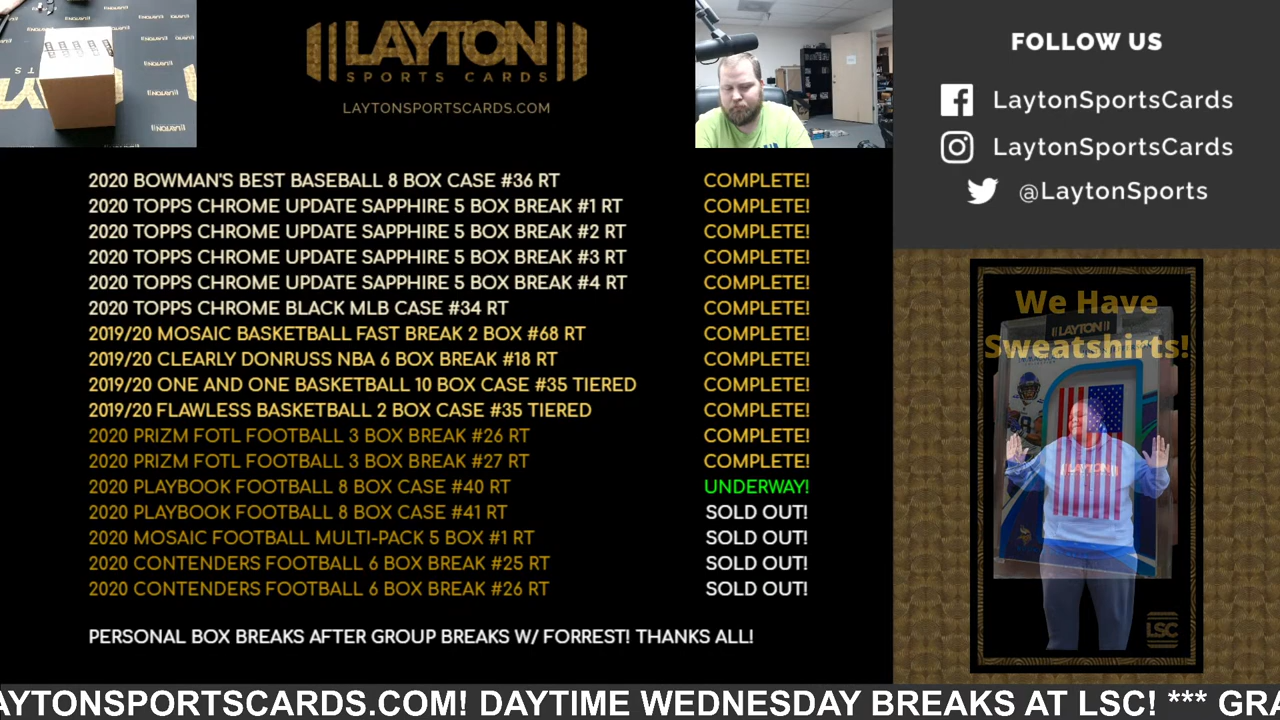 LAYTON
SPORTS CARDS
LAYTONSPORTSCARDS.COM
FOLLOW US
LaytonSportsCards
LaytonSportsCards
@LaytonSports
2020 BOWMAN'S BEST BASEBALL 8 BOX CASE #36 RT COMPLETE!
2020 TOPPS CHROME UPDATE SAPPHIRE 5 BOX BREAK #1 RT COMPLETE!
2020 TOPPS CHROME UPDATE SAPPHIRE 5 BOX BREAK #2 RT COMPLETE!
2020 TOPPS CHROME UPDATE SAPPHIRE 5 BOX BREAK #3 RT COMPLETE!
2020 TOPPS CHROME UPDATE SAPPHIRE 5 BOX BREAK #4 RT COMPLETE!
2020 TOPPS CHROME BLACK MLB CASE #34 RT COMPLETE!
2019/20 MOSAIC BASKETBALL FAST BREAK 2 BOX #68 RT COMPLETE!
2019/20 CLEARLY DONRUSS NBA 6 BOX BREAK #18 RT COMPLETE!
2019/20 ONE AND ONE BASKETBALL 10 BOX CASE #35 TIERED COMPLETE!
2019/20 FLAWLESS BASKETBALL 2 BOX CASE #35 TIERED COMPLETE!
2020 PRIZM FOTL FOOTBALL 3 BOX BREAK #26 RT COMPLETE!
2020 PRIZM FOTL FOOTBALL 3 BOX BREAK #27 RT COMPLETE!
2020 PLAYBOOK FOOTBALL 8 BOX CASE #40 RT UNDERWAY!
2020 PLAYBOOK FOOTBALL 8 BOX CASE #41 RT SOLD OUT!
2020 MOSAIC FOOTBALL MULTI-PACK 5 BOX #1 RT SOLD OUT!
2020 CONTENDERS FOOTBALL 6 BOX BREAK #25 RT SOLD OUT!
2020 CONTENDERS FOOTBALL 6 BOX BREAK #26 RT SOLD OUT!
PERSONAL BOX BREAKS AFTER GROUP BREAKS W/ FORREST! THANKS ALL!
We Have
LAYTON
Sweatshirts!
LAYTON
LSC
AYTONSPORTSCARDS.COM! DAYTIME WEDNESDAY BREAKS AT LSC! *** GRA